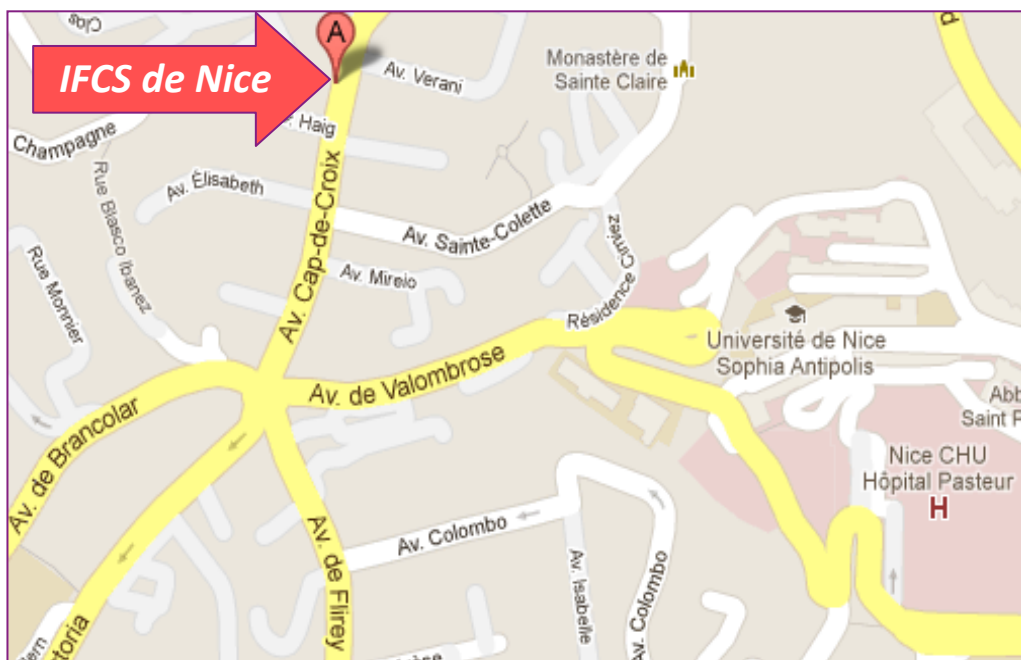 Clos
A
IFCS de Nice
Av. Verani
Monastère de
Sainte Claire
Haig
Champagne
Av. Élisabeth
Rue Blasco Ibanez
Av. Cap-de-Croix
Av. Sainte-Colette
Résidence Cimiez
Rue Monnier
Av. Mireio
Université de Nice
Sophia Antipolis
Av. de Valombrose
Av. de Brancolar
Saint P
Nice CHU
Hôpital Pasteur
H
Av. de Flirey
Av. Colombo
Av. Isabelle
Av. Colombo